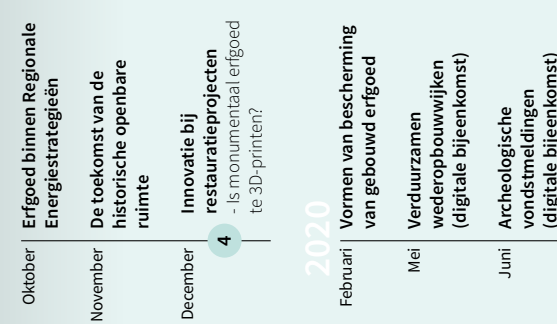 Oktober
Erfgoed binnen Regionale
Energiestrategieën
November
De toekomst van de
historische openbare
ruimte
December
Innovatie bij
restauratieprojecten
- Is monumentaal erfgoed
te 3D-printen?
4
2020
Februari
Vormen van bescherming
van gebouwd erfgoed
Mei
Verduurzamen
wederopbouwwijken
(digitale bijeenkomst)
Juni
Archeologische
vondstmeldingen
(digitale bijeenkomst)